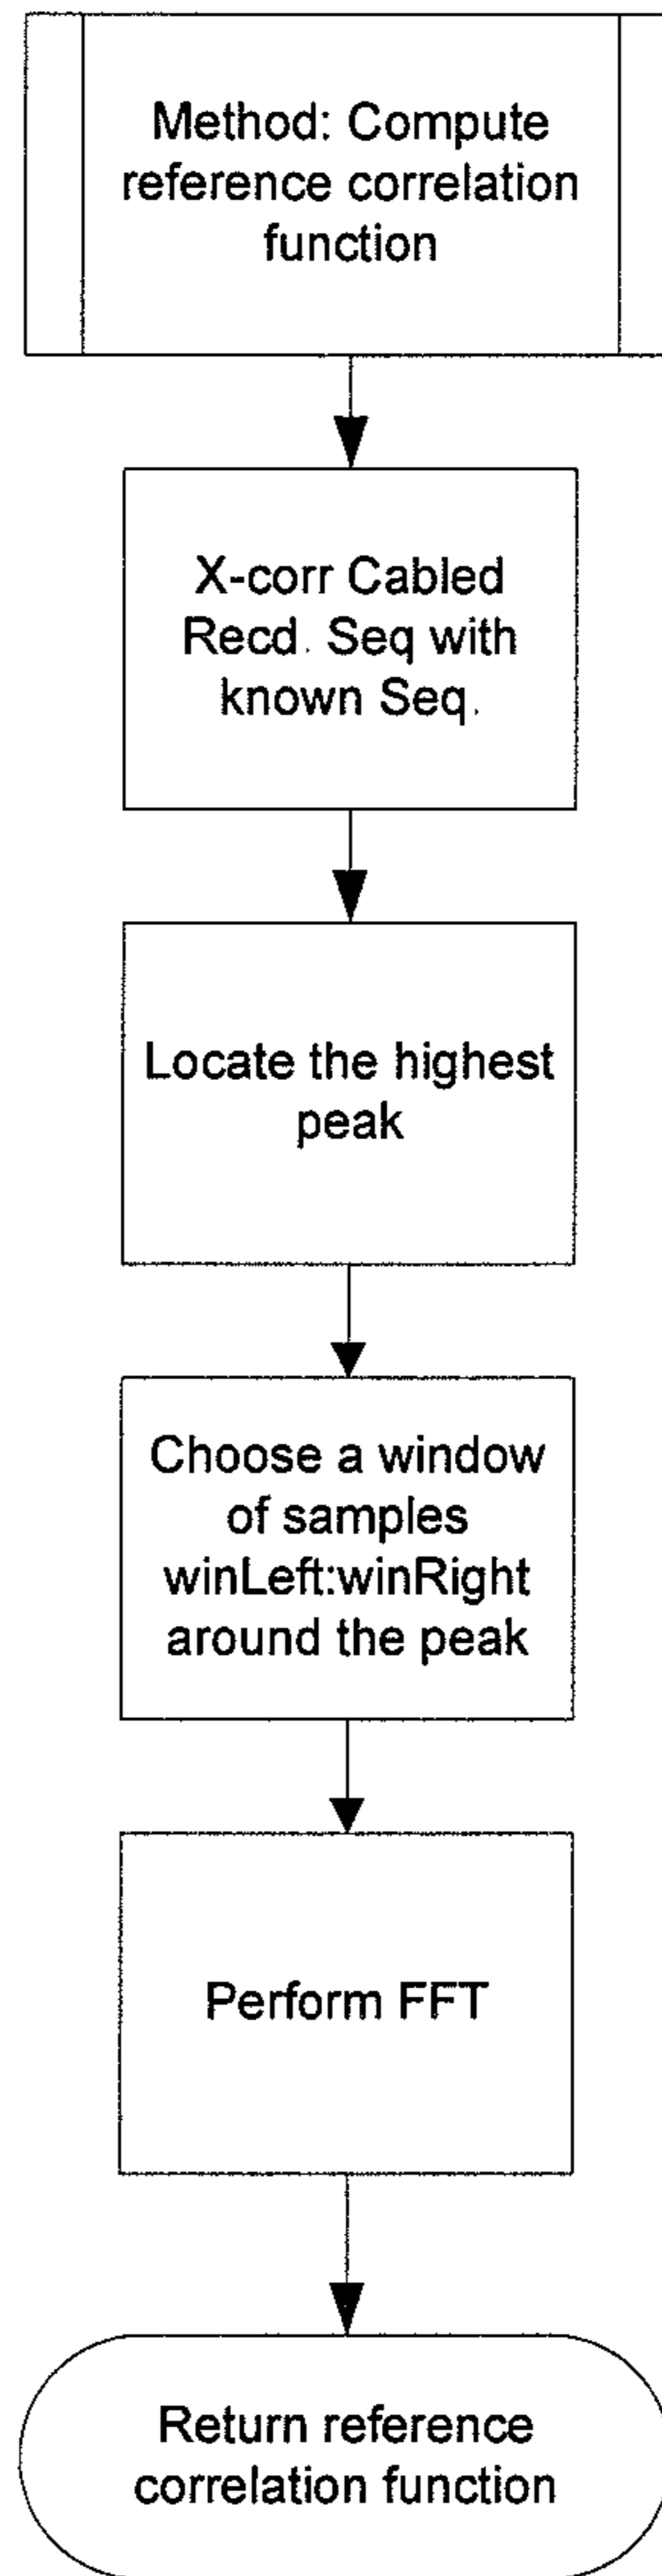 Method: Compute
reference correlation
function
X-corr Cabled
Recd. Seq with
known Seq.
Locate the highest
peak
Choose a window
of samples
winLeft:winRight
around the peak
Perform FFT
Return reference
correlation function